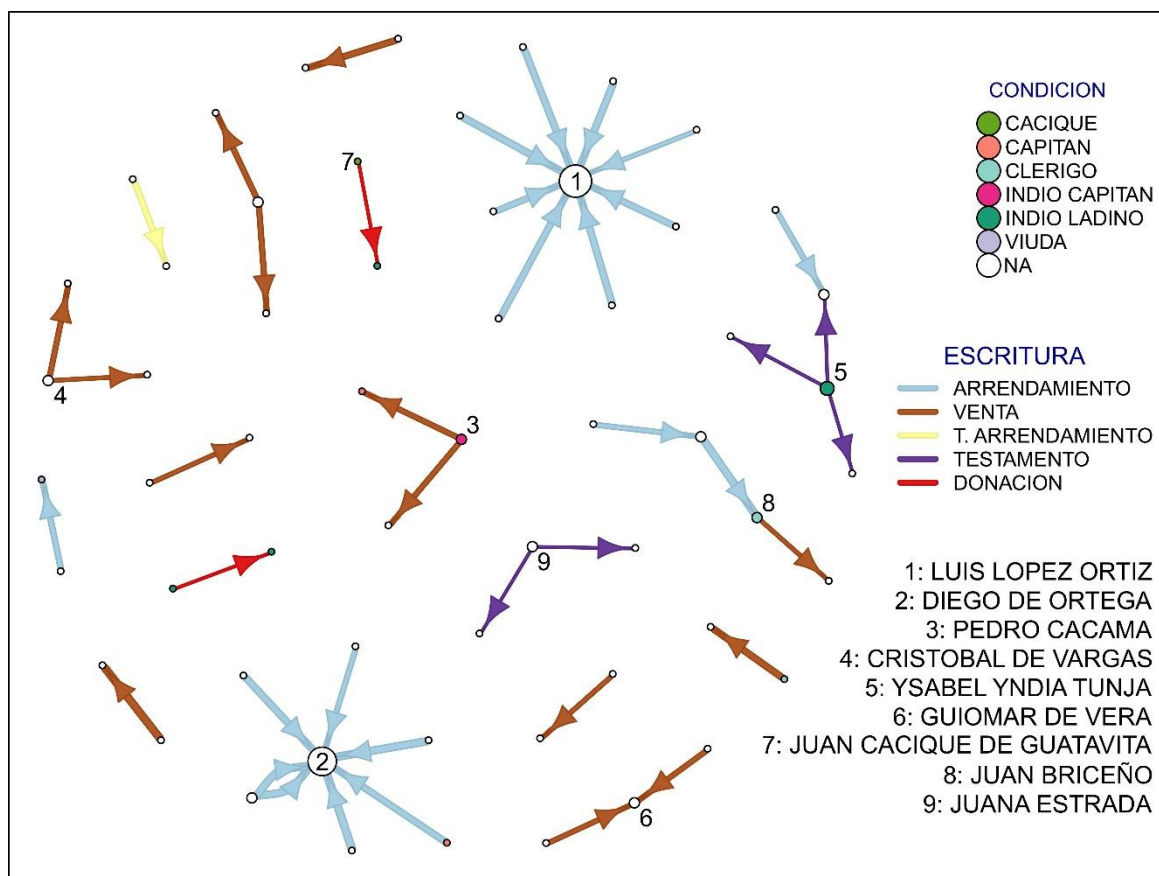 CONDICION
CACIQUE
CAPITAN
CLERIGO
INDIO CAPITAN
INDIO LADINO
VIUDA
NA
ESCRITURA
ARRENDAMIENTO
VENTA
T. ARRENDAMIENTO
TESTAMENTO
DONACION
1
7
5
4
3
8
9
2
6
1: LUIS LOPEZ ORTIZ
2: DIEGO DE ORTEGA
3: PEDRO CACAMA
4: CRISTOBAL DE VARGAS
5: YSABEL YNDIA TUNJA
6: GUIOMAR DE VERA
7: JUAN CACIQUE DE GUATAVITA
8: JUAN BRICEÑO
9: JUANA ESTRADA